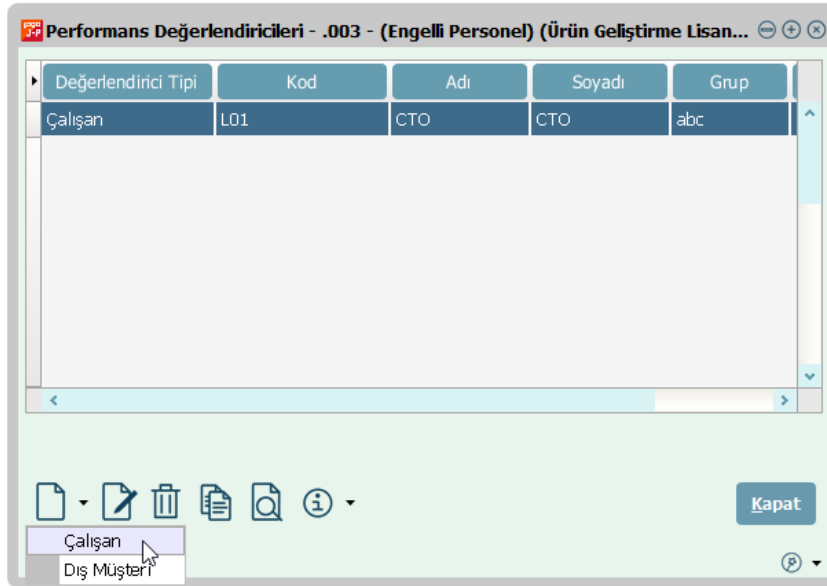 Performans Değerlendiricileri - .003 - (Engelli Personel) (Ürün Geliştirme Lisan...
Değerlendirici Tipi Kod Adı Soyadı Grup
Çalışan L01 CTO CTO abc
Kapat
Çalışan
Dış Müşteri